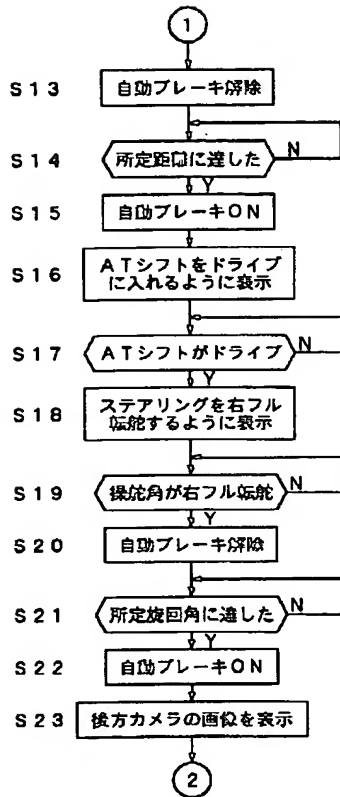 1
S13 自動ブレーキ解除
S14 所定距離に達した N
Y
S15 自動ブレーキON
S16 ATシフトをドライブ
に入れるように表示
S17 ATシフトがドライブ N
Y
S18 ステアリングを右フル
転舵するように表示
S19 操舵角が右フル転舵 N
Y
S20 自動ブレーキ解除
S21 所定旋回角に達した N
Y
S22 自動ブレーキON
S23 後方カメラの画像を表示
2